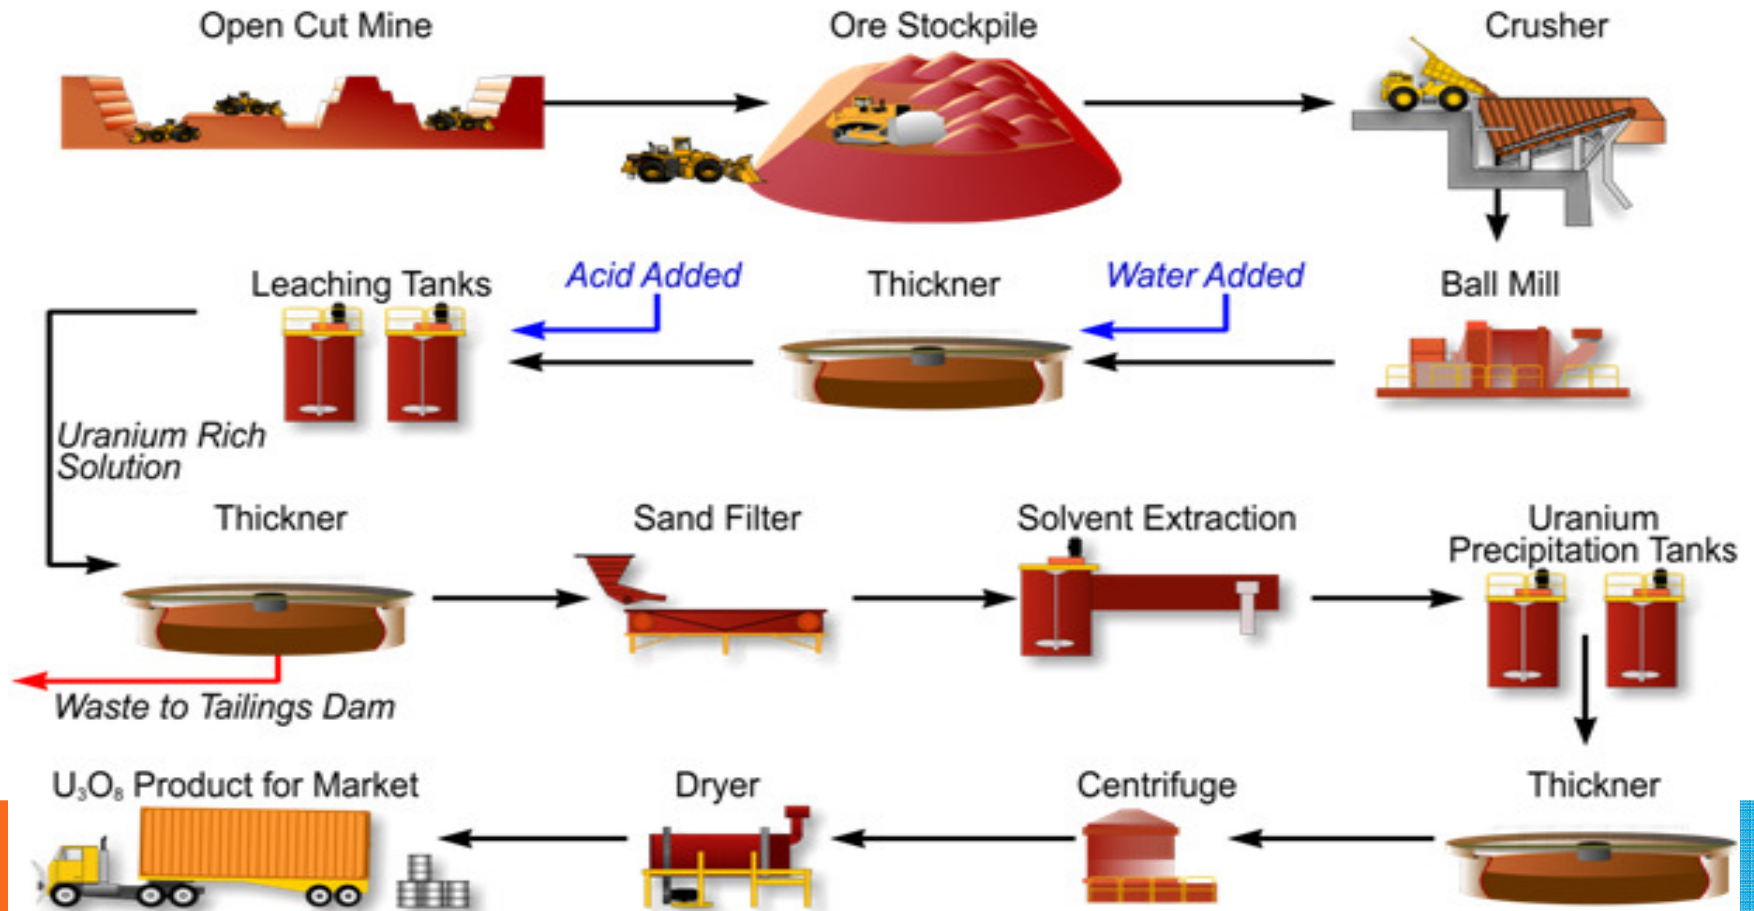 Open Cut Mine
Ore Stockpile
Crusher
Leaching Tanks
Acid Added
Thickner
Water Added
Ball Mill
Uranium Rich
Solution
Thickner
Sand Filter
Solvent Extraction
Uranium
Precipitation Tanks
Waste to Tailings Dam
U₃O₈ Product for Market
Dryer
Centrifuge
Thickner